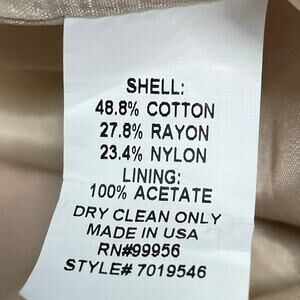 SHELL:
48.8% COTTON
27.8% RAYON
23.4% NYLON
LINING:
100% ACETATE
DRY CLEAN ONLY
MADE IN USA
RN#99956
STYLE# 7019546